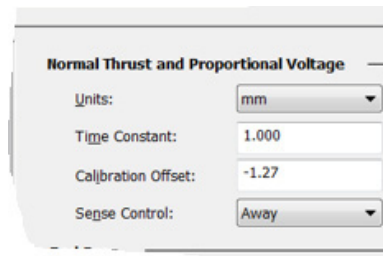 Normal Thrust and Proportional Voltage
Units: mm
Time Constant: 1.000
Calibration Offset: -1.27
Sense Control: Away